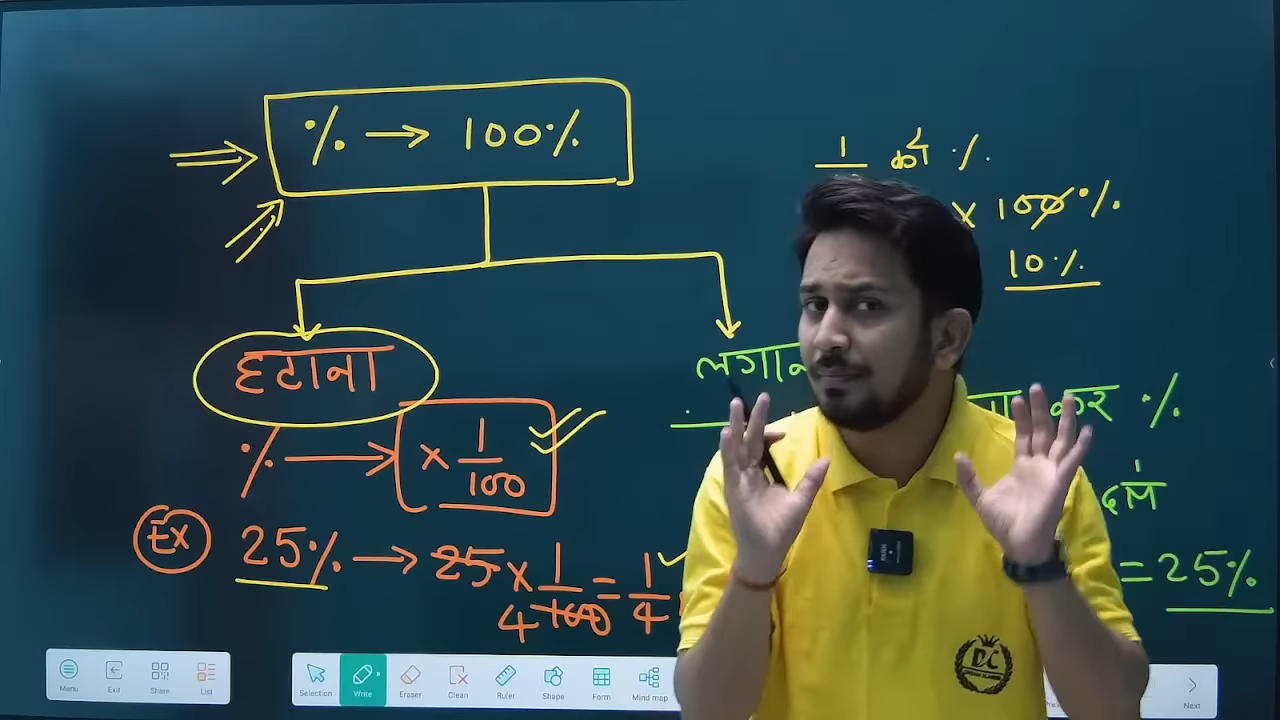 % → 100%
1 को %
x 100%
10%
हटाना
% → x 1/100
Ex 25% → 25 x 1/100 = 1/4
4
लगान
कर %
= 25%
Menu Exit Share List
Selection Write Eraser Clean Ruler Shape Form Mind map
Next
DC